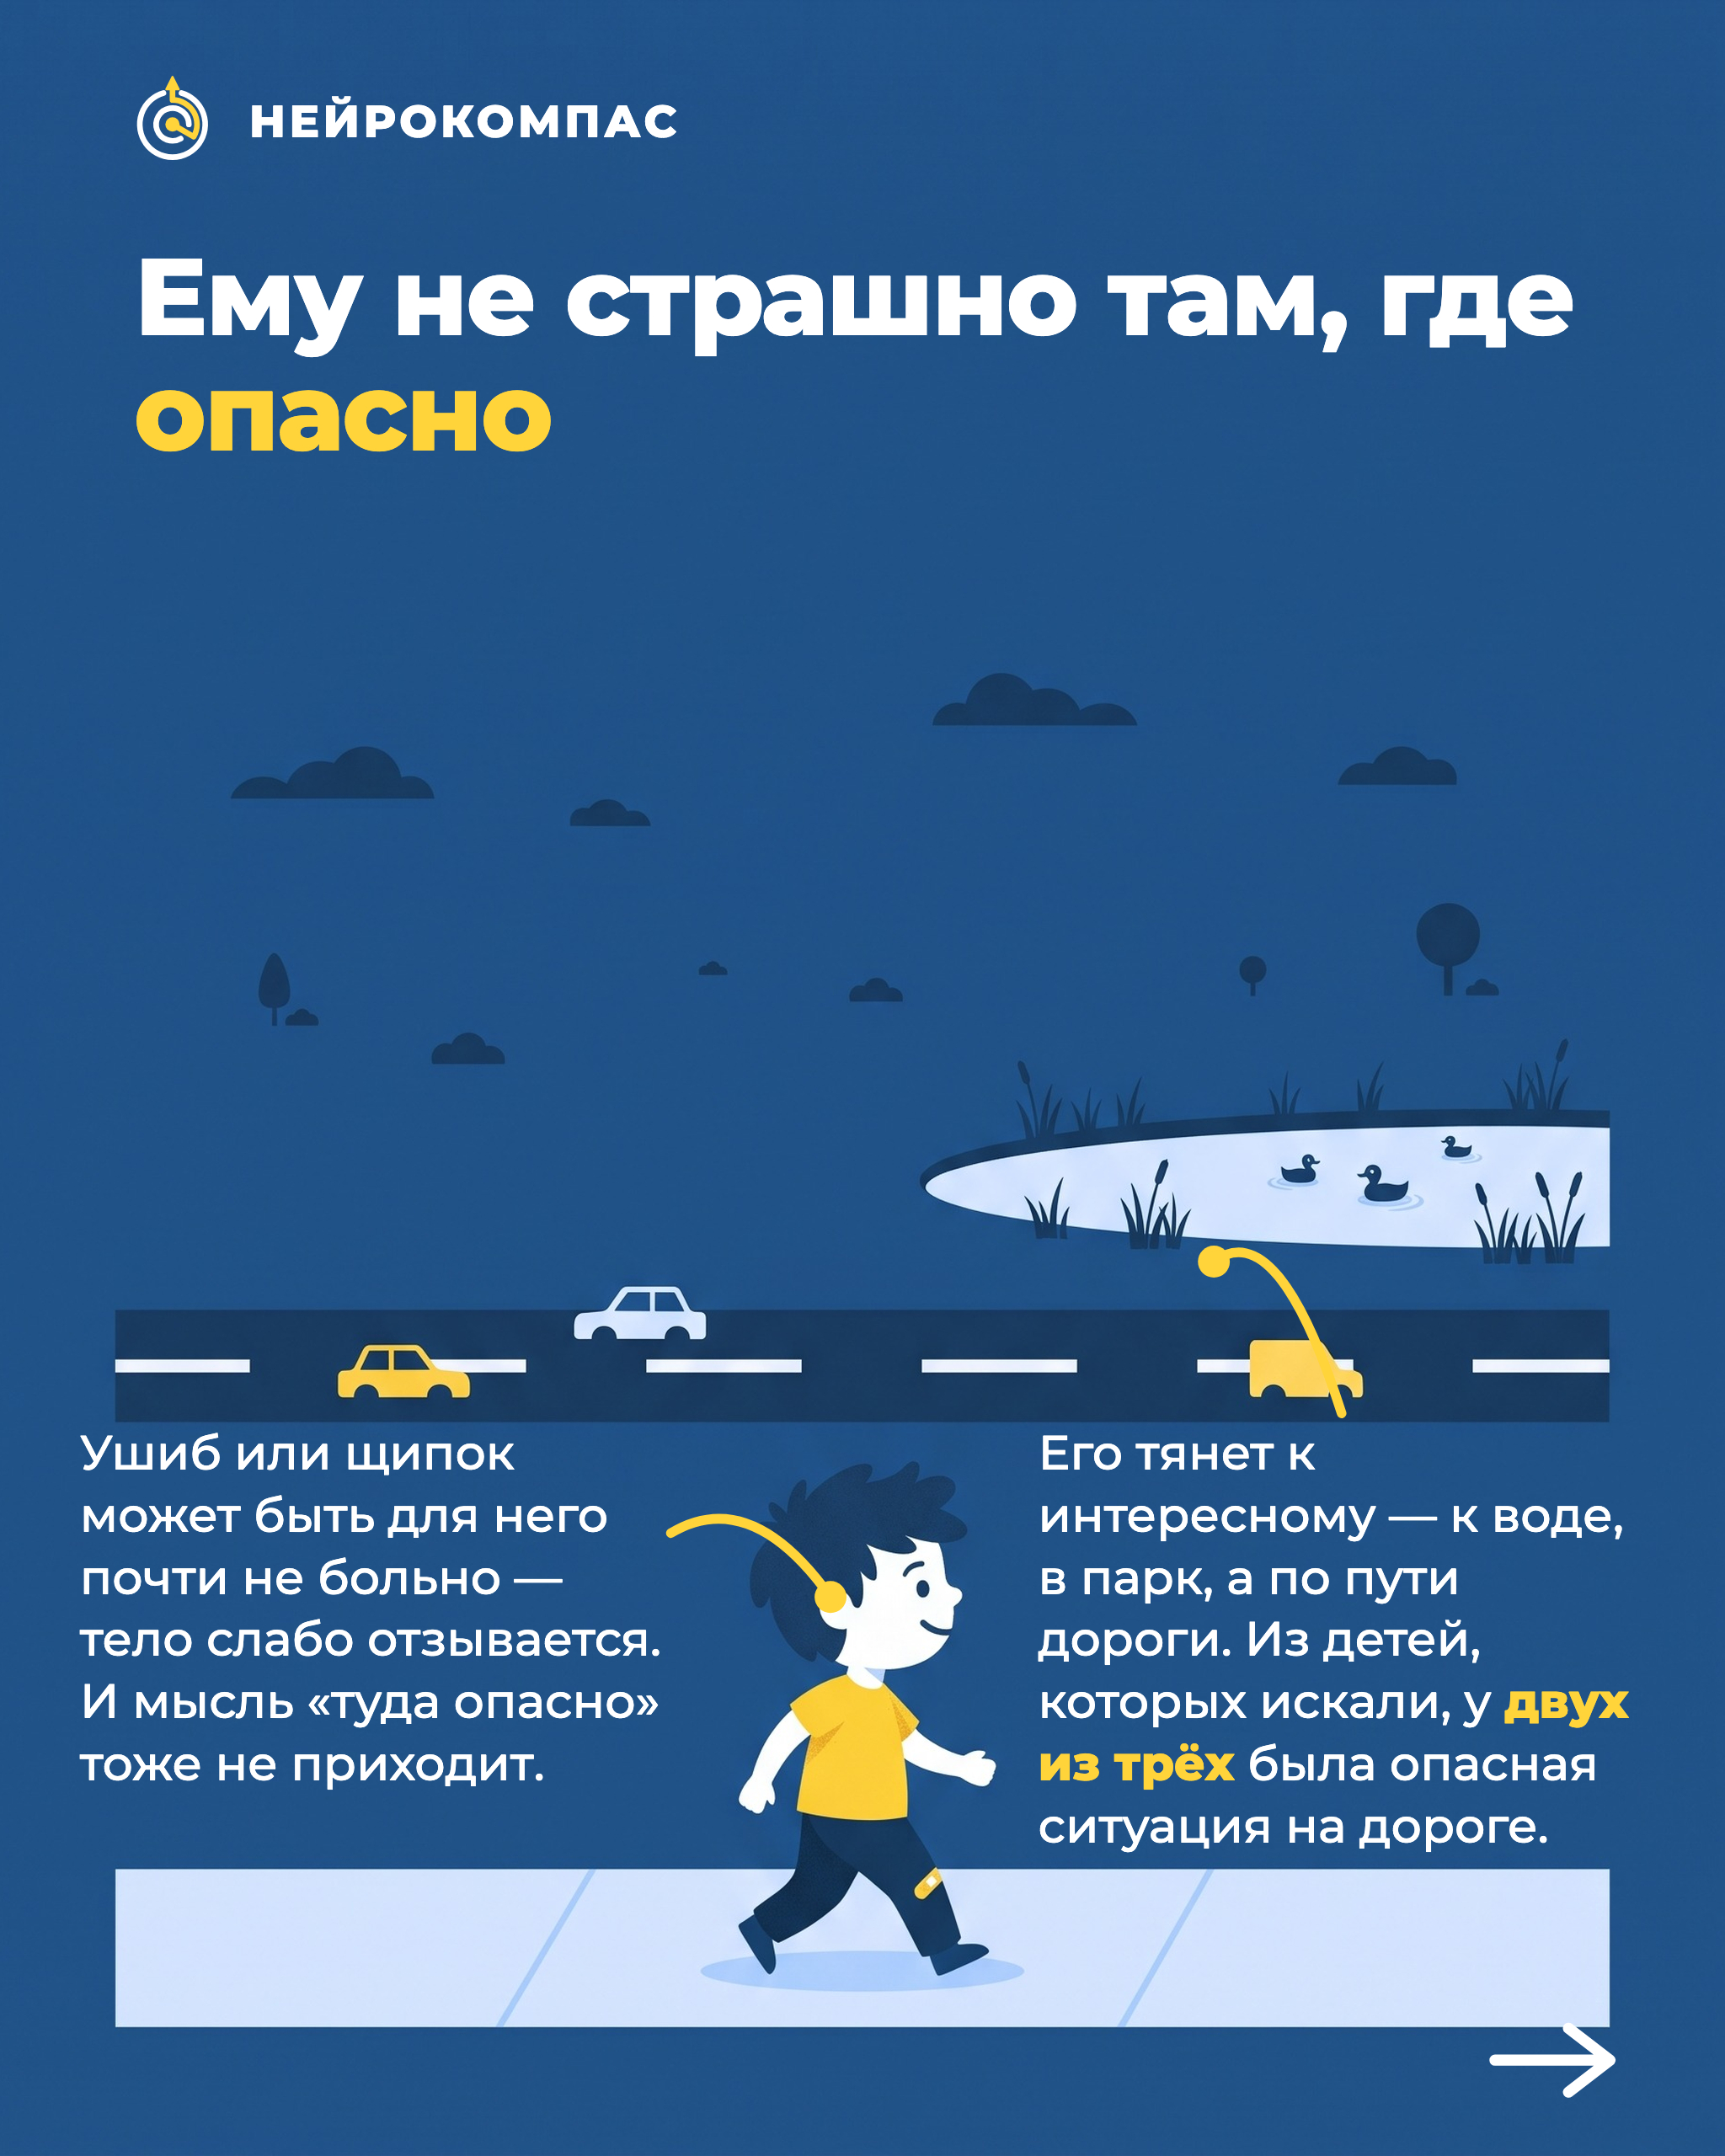 НЕЙРОКОМПАС
Ему не страшно там, где
опасно
Ушиб или щипок
может быть для него
почти не больно —
тело слабо отзывается.
И мысль «туда опасно»
тоже не приходит.
Его тянет к
интересному — к воде,
в парк, а по пути
дороги. Из детей,
которых искали, у двух
из трёх была опасная
ситуация на дороге.